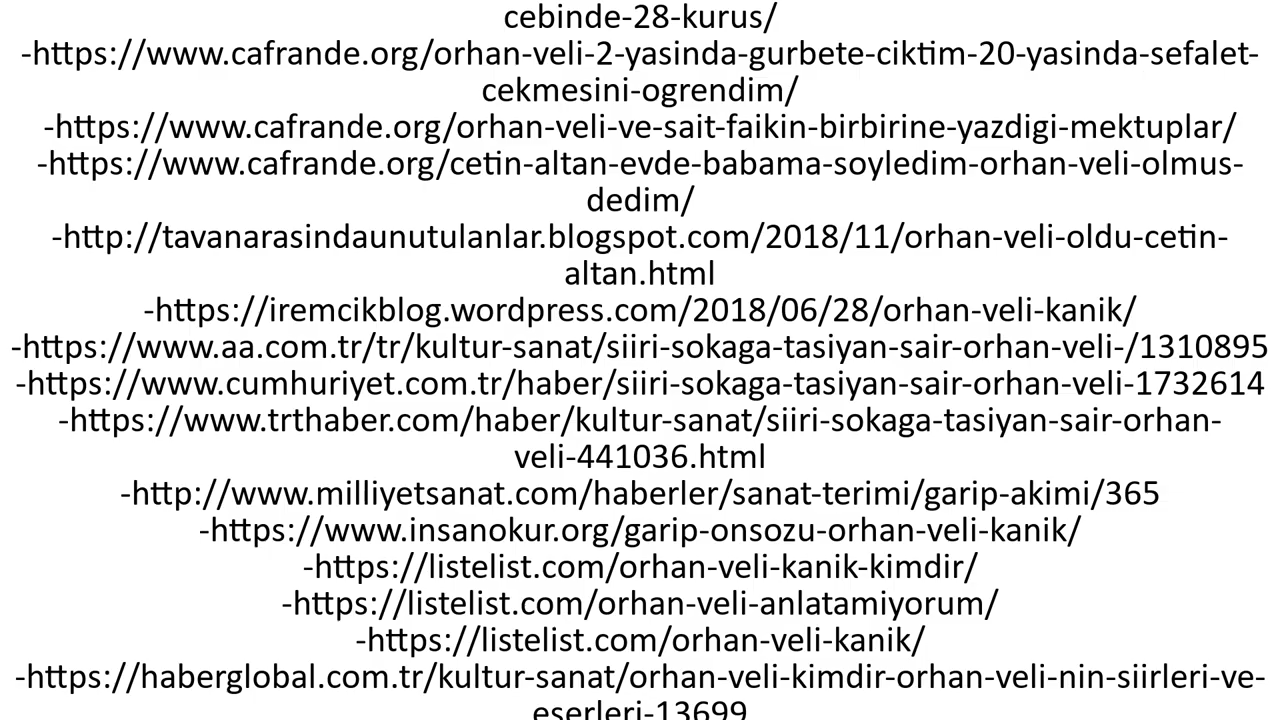 cebinde-28-kurus/
-https://www.cafrande.org/orhan-veli-2-yasinda-gurbete-ciktim-20-yasinda-sefalet-
cekmesini-ogrendim/
-https://www.cafrande.org/orhan-veli-ve-sait-faikin-birbirine-yazdigi-mektuplar/
-https://www.cafrande.org/cetin-altan-evde-babama-soyledim-orhan-veli-olmus-
dedim/
-http://tavanarasindaunutulanlar.blogspot.com/2018/11/orhan-veli-oldu-cetin-
altan.html
-https://iremcikblog.wordpress.com/2018/06/28/orhan-veli-kanik/
-https://www.aa.com.tr/tr/kultur-sanat/siiri-sokaga-tasiyan-sair-orhan-veli-/1310895
-https://www.cumhuriyet.com.tr/haber/siiri-sokaga-tasiyan-sair-orhan-veli-1732614
-https://www.trthaber.com/haber/kultur-sanat/siiri-sokaga-tasiyan-sair-orhan-
veli-441036.html
-http://www.milliyetsanat.com/haberler/sanat-terimi/garip-akimi/365
-https://www.insanokur.org/garip-onsozu-orhan-veli-kanik/
-https://listelist.com/orhan-veli-kanik-kimdir/
-https://listelist.com/orhan-veli-anlatamiyorum/
-https://listelist.com/orhan-veli-kanik/
-https://haberglobal.com.tr/kultur-sanat/orhan-veli-kimdir-orhan-veli-nin-siirleri-ve-
eserleri-13699